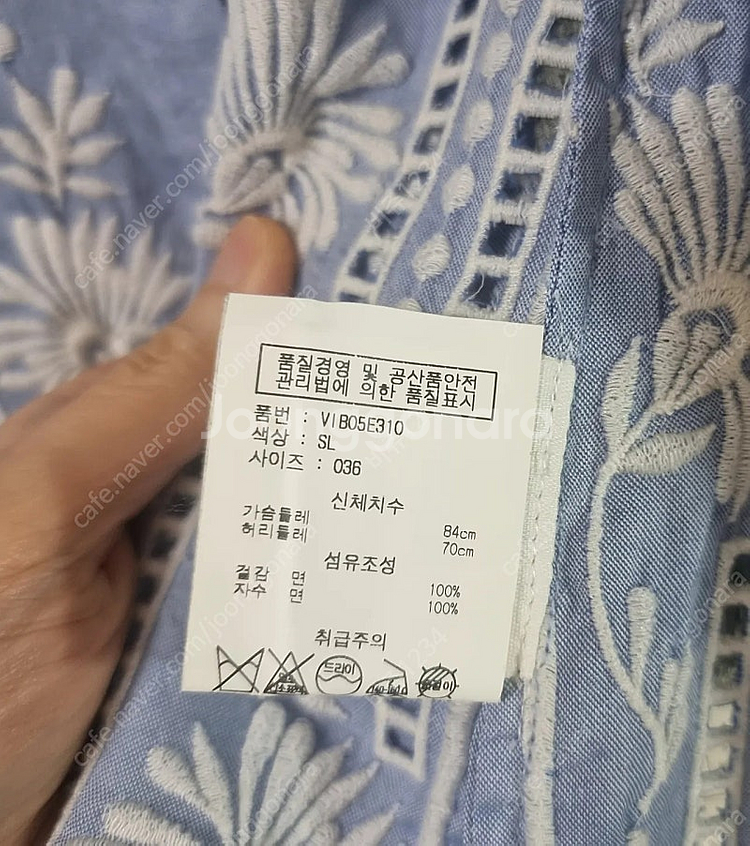 품질경영 및 공산품안전
관리법에 의한 품질표시
품번 : VIB05E310
색상 : SL
사이즈 : 036
신체치수
가슴둘레 84cm
허리둘레 70cm
섬유조성
겉감 면 100%
자수 면 100%
취급주의
드라이
Joonggonara
cafe.naver.com/joonggonara